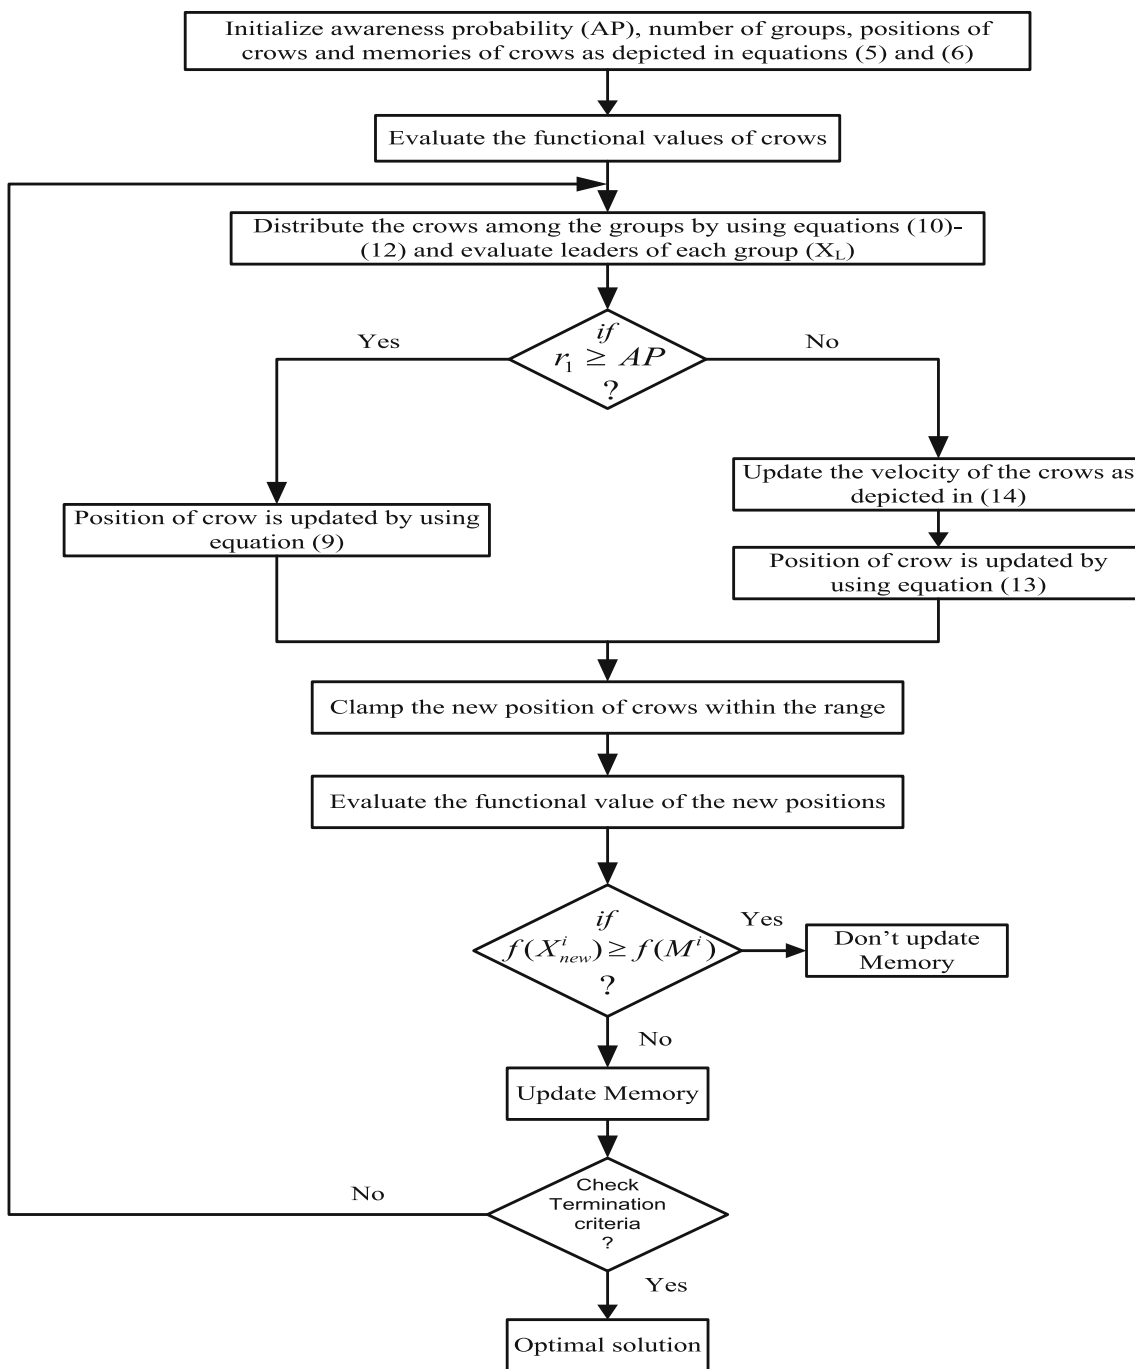 Initialize awareness probability (AP), number of groups, positions of
crows and memories of crows as depicted in equations (5) and (6)
Evaluate the functional values of crows
Distribute the crows among the groups by using equations (10)-
(12) and evaluate leaders of each group (X_L)
if
r_1 ≥ AP
?
Yes
No
Position of crow is updated by using
equation (9)
Update the velocity of the crows as
depicted in (14)
Position of crow is updated by
using equation (13)
Clamp the new position of crows within the range
Evaluate the functional value of the new positions
if
f(X^i_{new}) ≥ f(M^i)
?
Yes
Don't update
Memory
No
Update Memory
Check
Termination
criteria
?
No
Yes
Optimal solution